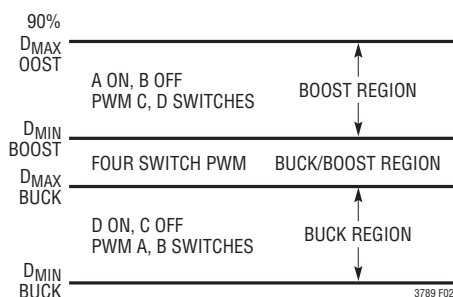 90%
DMAX
OOST
A ON, B OFF
PWM C, D SWITCHES
BOOST REGION
DMIN
BOOST
FOUR SWITCH PWM BUCK/BOOST REGION
DMAX
BUCK
D ON, C OFF
PWM A, B SWITCHES
BUCK REGION
DMIN
BUCK
3789 F02